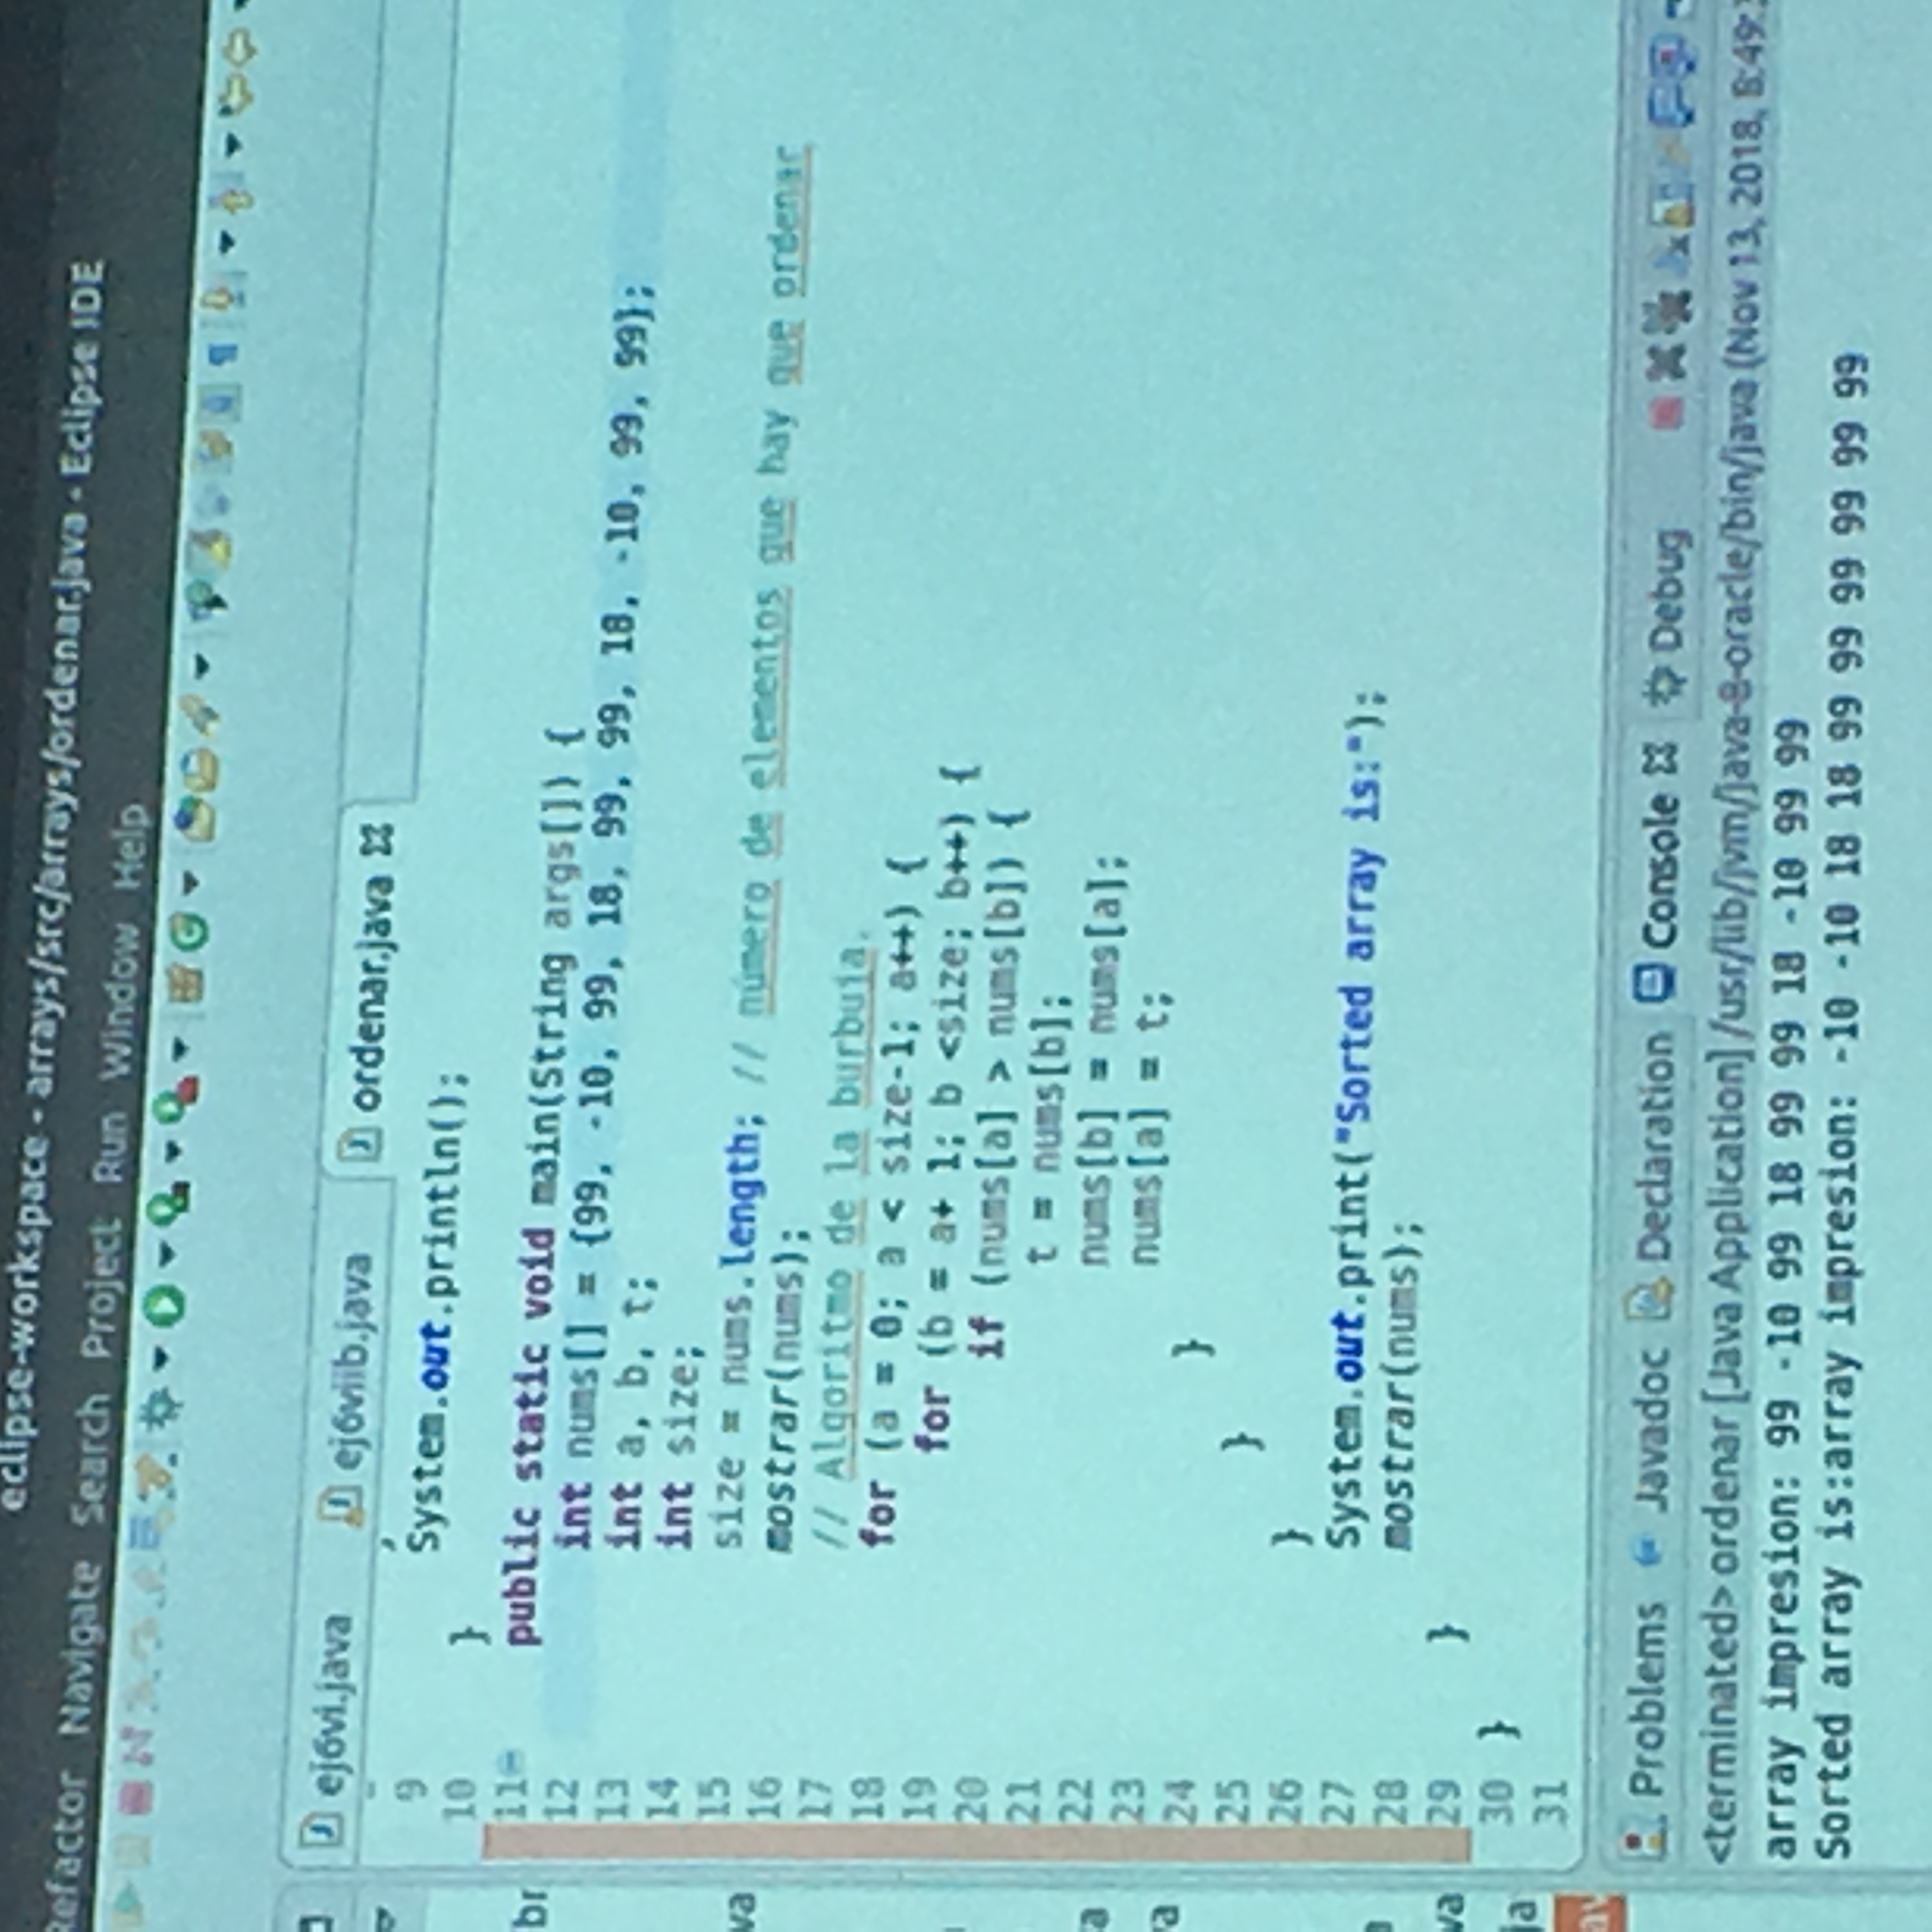 eclipse-workspace - arrays/src/arrays/ordenar.java - Eclipse IDE
Refactor Navigate Search Project Run Window Help
ej6vi.java ej6viib.java ordenar.java
9 System.out.println();
10 }
11 public static void main(String args[]) {
12 int nums[] = {99, -10, 99, 18, 99, 99, 18, -10, 99, 99};
13 int a, b, t;
14 int size;
15 size = nums.length; // número de elementos que hay que ordenar
16 mostrar(nums);
17 // Algoritmo de la burbuja.
18 for (a = 0; a < size-1; a++) {
19 for (b = a+ 1; b <size; b++) {
20 if (nums[a] > nums[b]) {
21 t = nums[b];
22 nums[b] = nums[a];
23 nums[a] = t;
24 }
25 }
26 }
27 System.out.print("Sorted array is:");
28 mostrar(nums);
29 }
30 }
31
Problems Javadoc Declaration Console Debug
<terminated> ordenar [Java Application] /usr/lib/jvm/java-8-oracle/bin/java (Nov 13, 2018, 8:49:
array impresion: 99 -10 99 18 99 99 18 -10 99 99
Sorted array is:array impresion: -10 -10 18 18 99 99 99 99 99 99